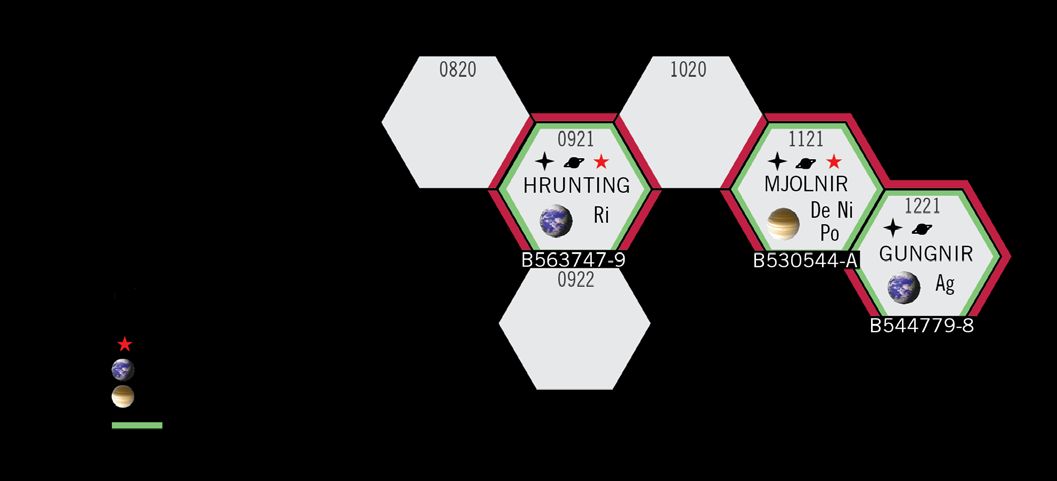 0820
1020
0921
HRUNTING
Ri
B563747-9
1121
MJOLNIR
De Ni
Po
B530544-A
1221
GUNGNIR
Ag
B544779-8
0922